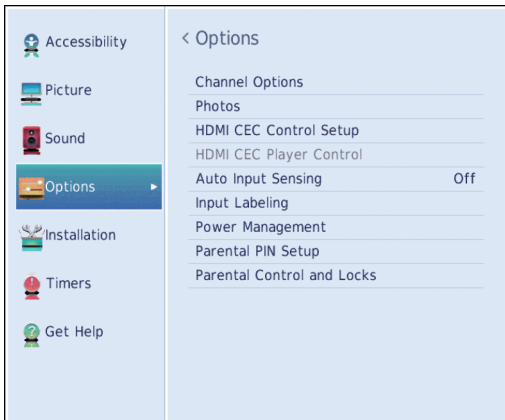 Accessibility
Picture
Sound
Options
Installation
Timers
Get Help
< Options
Channel Options
Photos
HDMI CEC Control Setup
HDMI CEC Player Control
Auto Input Sensing Off
Input Labeling
Power Management
Parental PIN Setup
Parental Control and Locks